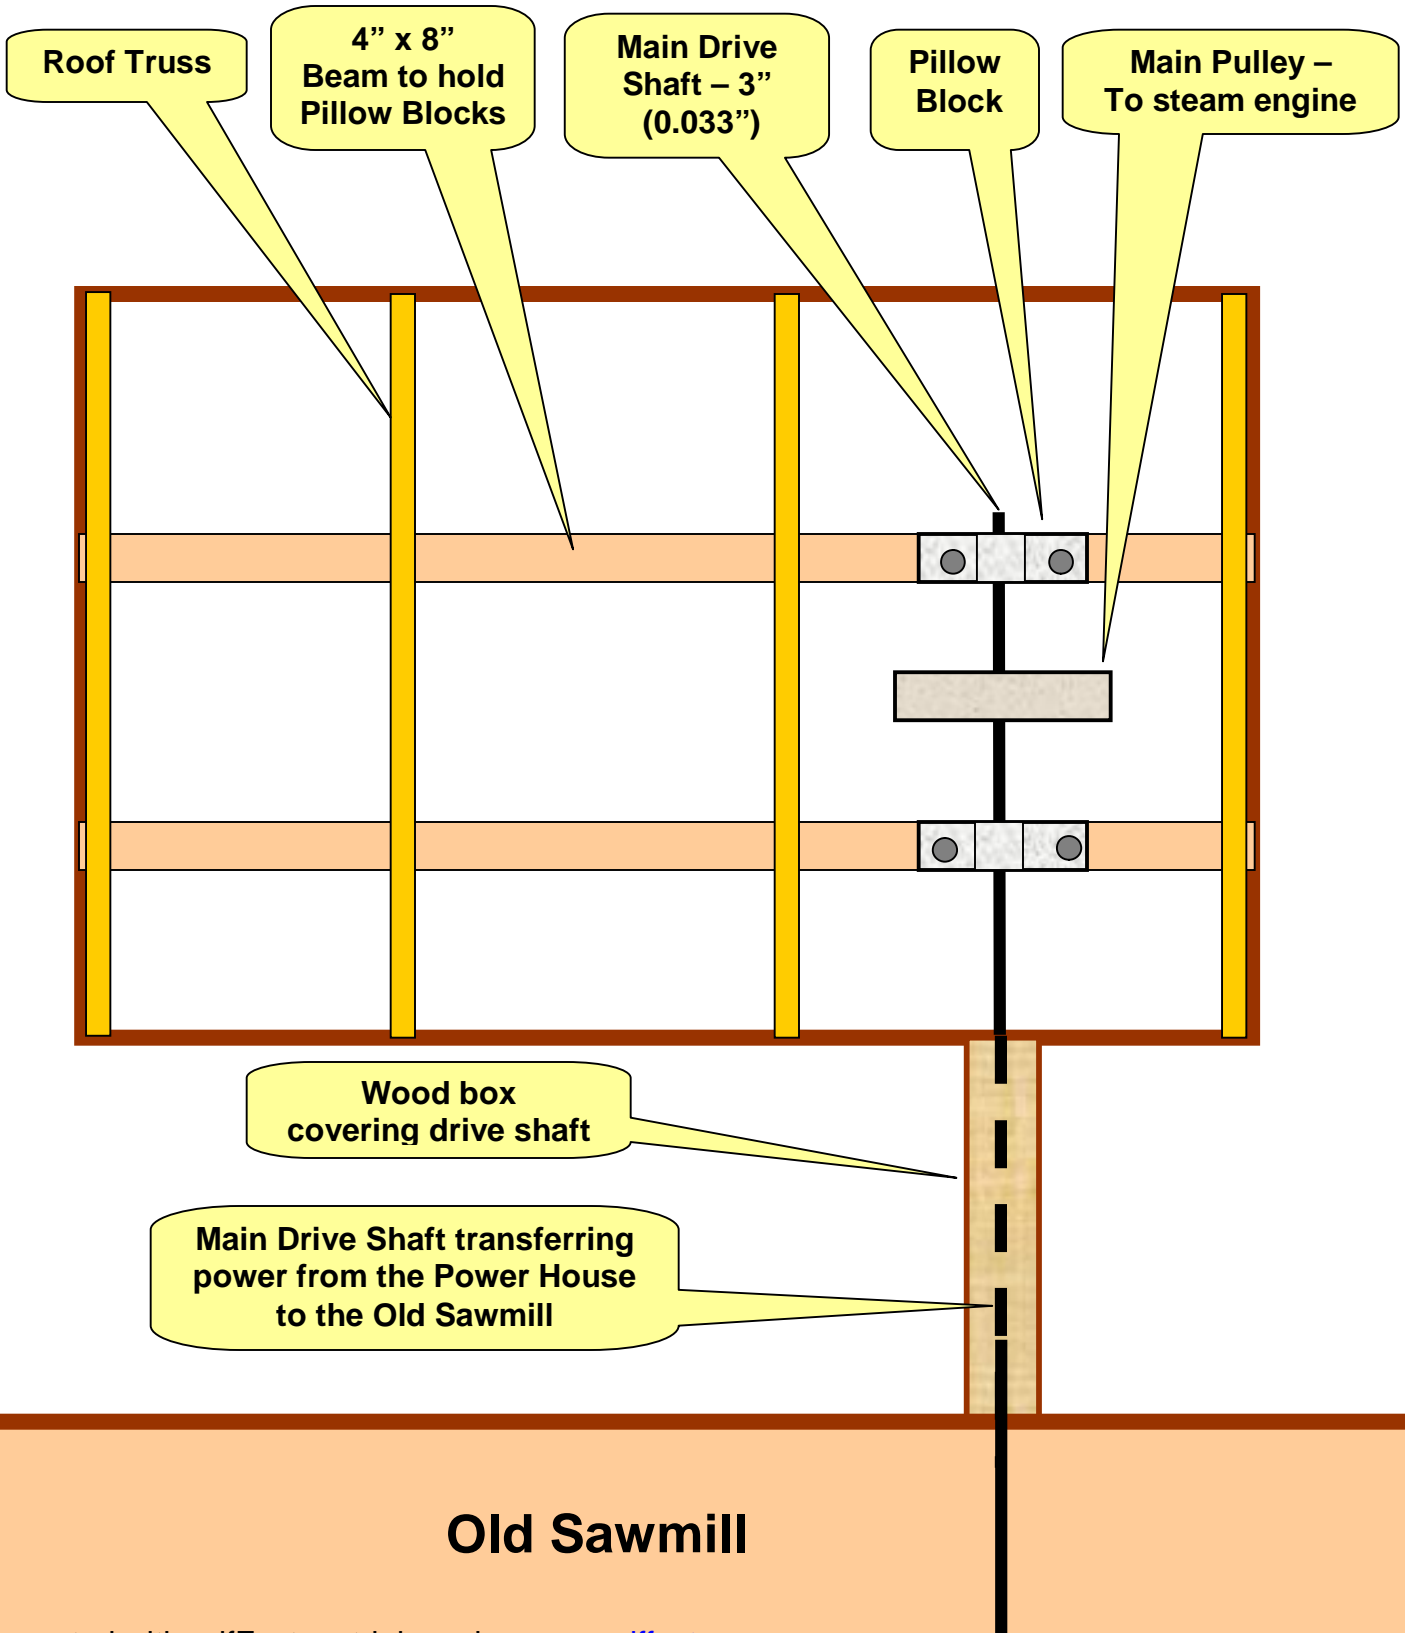 Roof Truss
4” x 8”
Beam to hold
Pillow Blocks
Main Drive
Shaft – 3”
(0.033”)
Pillow
Block
Main Pulley –
To steam engine
Wood box
covering drive shaft
Main Drive Shaft transferring
power from the Power House
to the Old Sawmill
Old Sawmill